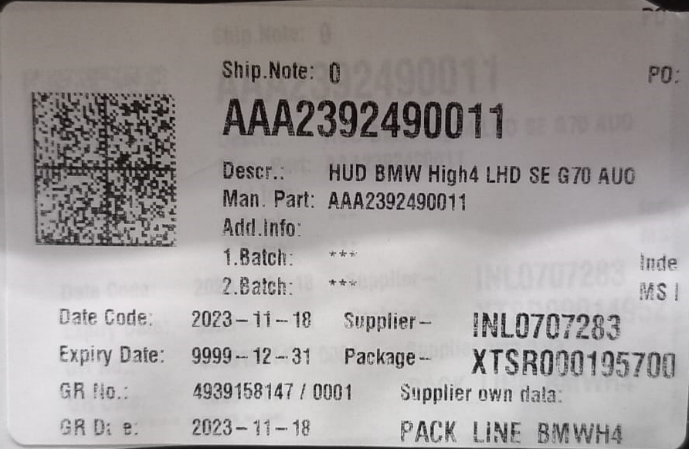 Ship.Note: 0
PO:
AAA2392490011
Descr.: HUD BMW High4 LHD SE G70 AUO
Man. Part: AAA2392490011
Add.Info:
1.Batch: ***
Inde
2.Batch: ***
MS I
Date Code: 2023-11-18 Supplier- INL0707283
Expiry Date: 9999-12-31 Package- XTSR000195700
GR No.: 4939158147 / 0001 Supplier own data:
GR D e: 2023-11-18 PACK LINE BMWH4